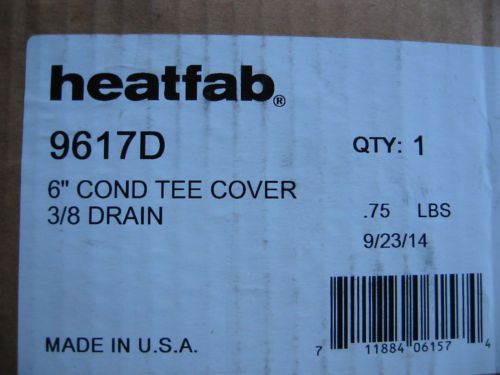 heatfab®
9617D QTY: 1
6" COND TEE COVER
3/8 DRAIN .75 LBS
9/23/14
MADE IN U.S.A.
7 11884 06157 4